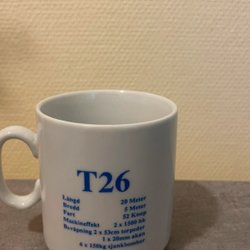 T26
Längd 20 Meter
Bredd 5 Meter
Fart 52 Knop
Maskineffekt 2 x 1500 hk
Beväpning 2 x 53cm torpeder
1 x 20mm akan
6 x 150kg sjunkbomber